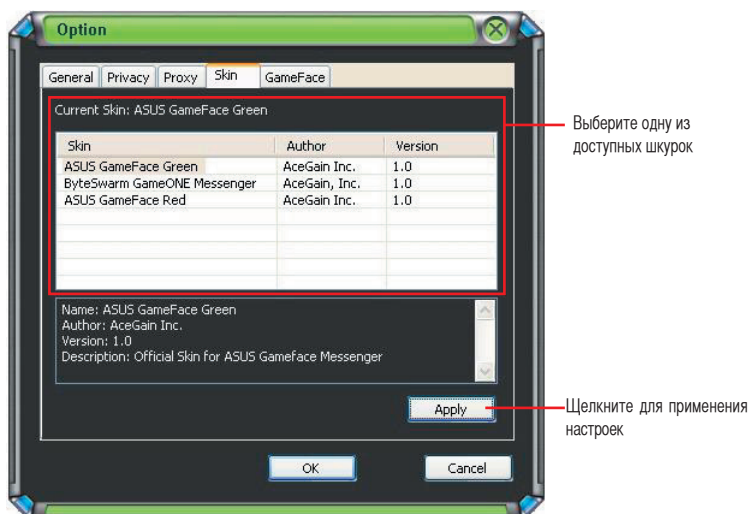 Option
General Privacy Proxy Skin GameFace
Current Skin: ASUS GameFace Green
Skin Author Version
ASUS GameFace Green AceGain Inc. 1.0
ByteSwarm GameONE Messenger AceGain, Inc. 1.0
ASUS GameFace Red AceGain Inc. 1.0
Выберите одну из
доступных шкурок
Name: ASUS GameFace Green
Author: AceGain Inc.
Version: 1.0
Description: Official Skin for ASUS Gameface Messenger
Apply
Щелкните для применения
настроек
OK Cancel